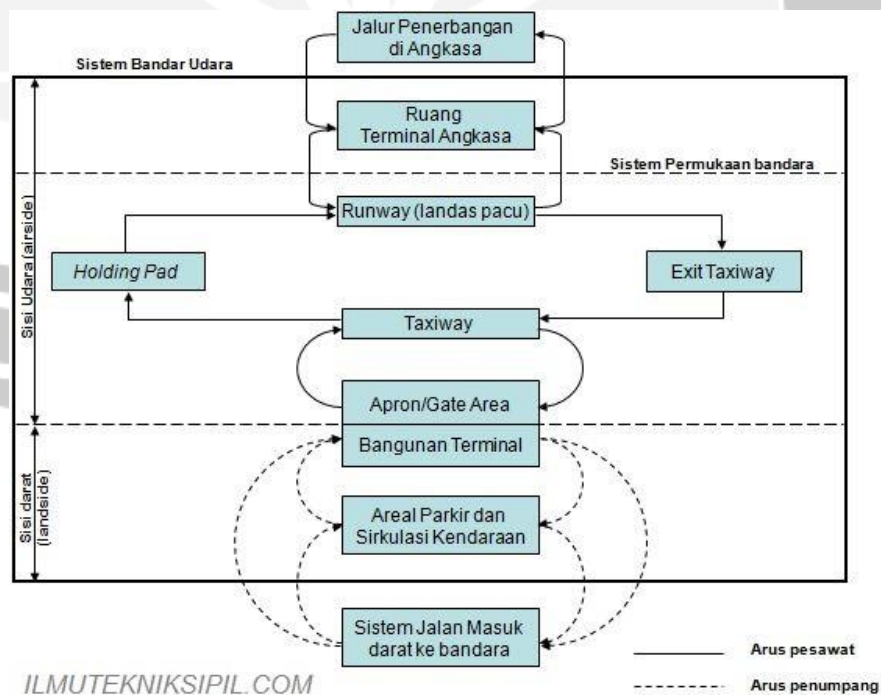 Jalur Penerbangan
di Angkasa
Sistem Bandar Udara
Ruang
Terminal Angkasa
Sistem Permukaan bandara
Runway (landas pacu)
Sisi Udara (airside)
Holding Pad
Exit Taxiway
Taxiway
Apron/Gate Area
Bangunan Terminal
Sisi darat
(landside)
Areal Parkir dan
Sirkulasi Kendaraan
Sistem Jalan Masuk
darat ke bandara
Arus pesawat
Arus penumpang
ILMUTEKNIKSIPIL.COM